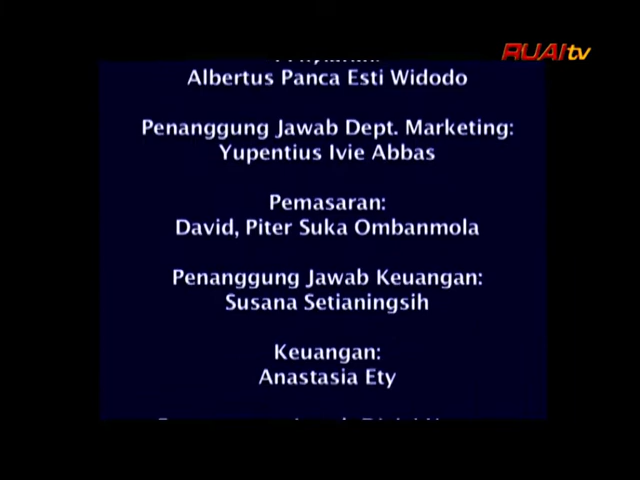 RUAI tv
Albertus Panca Esti Widodo
Penanggung Jawab Dept. Marketing:
Yupentius Ivie Abbas
Pemasaran:
David, Piter Suka Ombanmola
Penanggung Jawab Keuangan:
Susana Setianingsih
Keuangan:
Anastasia Ety